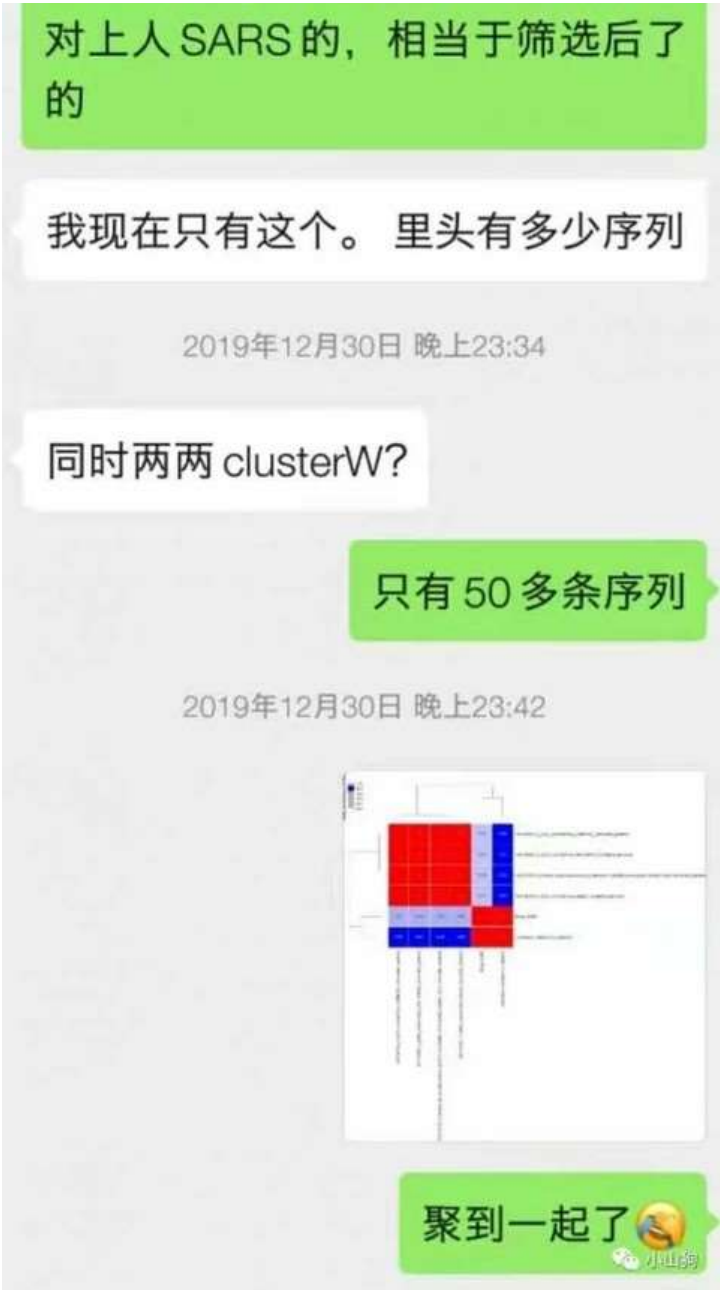 对上人SARS的，相当于筛选后了
的
我现在只有这个。 里头有多少序列
2019年12月30日 晚上23:34
同时两两clusterW？
只有50多条序列
2019年12月30日 晚上23:42
聚到一起了
小山狗